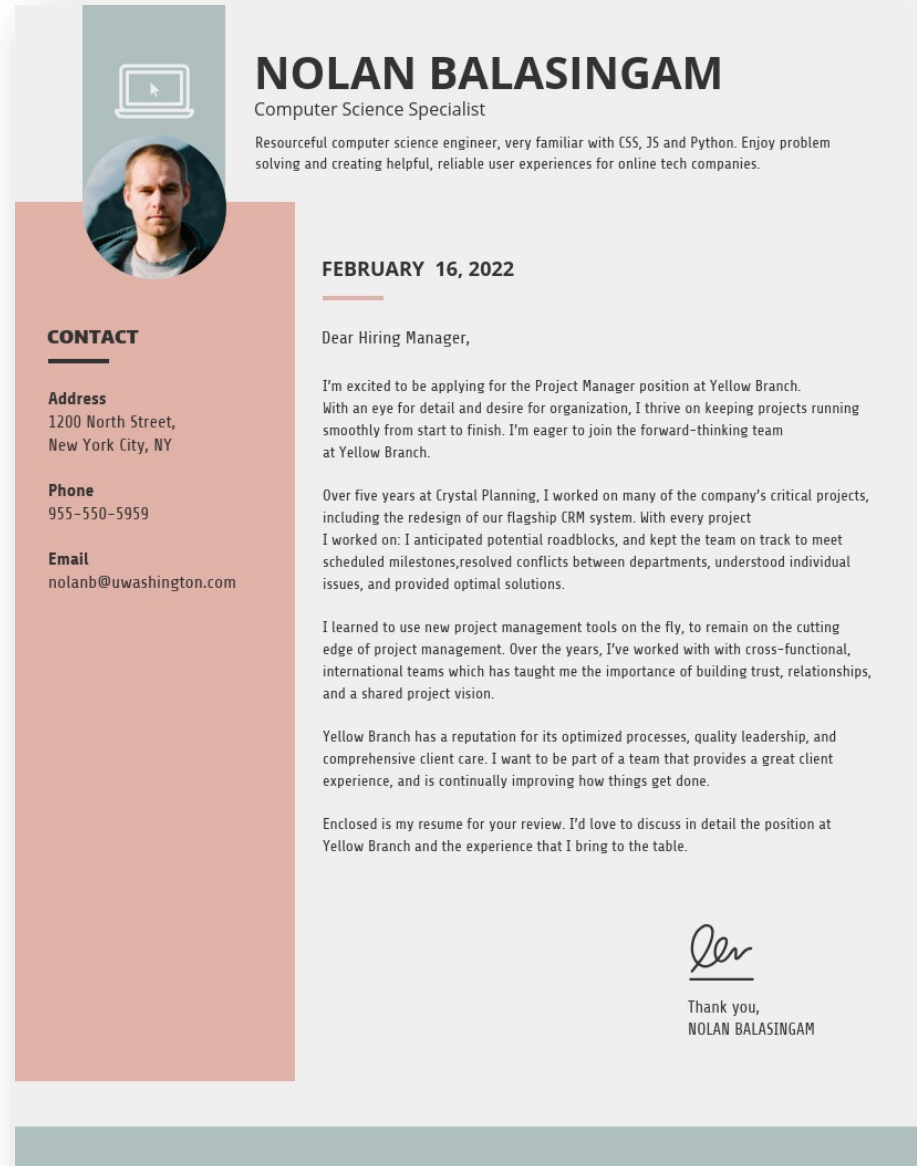 NOLAN BALASINGAM
Computer Science Specialist
Resourceful computer science engineer, very familiar with CSS, JS and Python. Enjoy problem
solving and creating helpful, reliable user experiences for online tech companies.
CONTACT
Address
1200 North Street,
New York City, NY
Phone
955-550-5959
Email
nolanb@uwashington.com
FEBRUARY 16, 2022
Dear Hiring Manager,
I'm excited to be applying for the Project Manager position at Yellow Branch.
With an eye for detail and desire for organization, I thrive on keeping projects running
smoothly from start to finish. I'm eager to join the forward-thinking team
at Yellow Branch.
Over five years at Crystal Planning, I worked on many of the company's critical projects,
including the redesign of our flagship CRM system. With every project
I worked on: I anticipated potential roadblocks, and kept the team on track to meet
scheduled milestones,resolved conflicts between departments, understood individual
issues, and provided optimal solutions.
I learned to use new project management tools on the fly, to remain on the cutting
edge of project management. Over the years, I've worked with with cross-functional,
international teams which has taught me the importance of building trust, relationships,
and a shared project vision.
Yellow Branch has a reputation for its optimized processes, quality leadership, and
comprehensive client care. I want to be part of a team that provides a great client
experience, and is continually improving how things get done.
Enclosed is my resume for your review. I'd love to discuss in detail the position at
Yellow Branch and the experience that I bring to the table.
Thank you,
NOLAN BALASINGAM